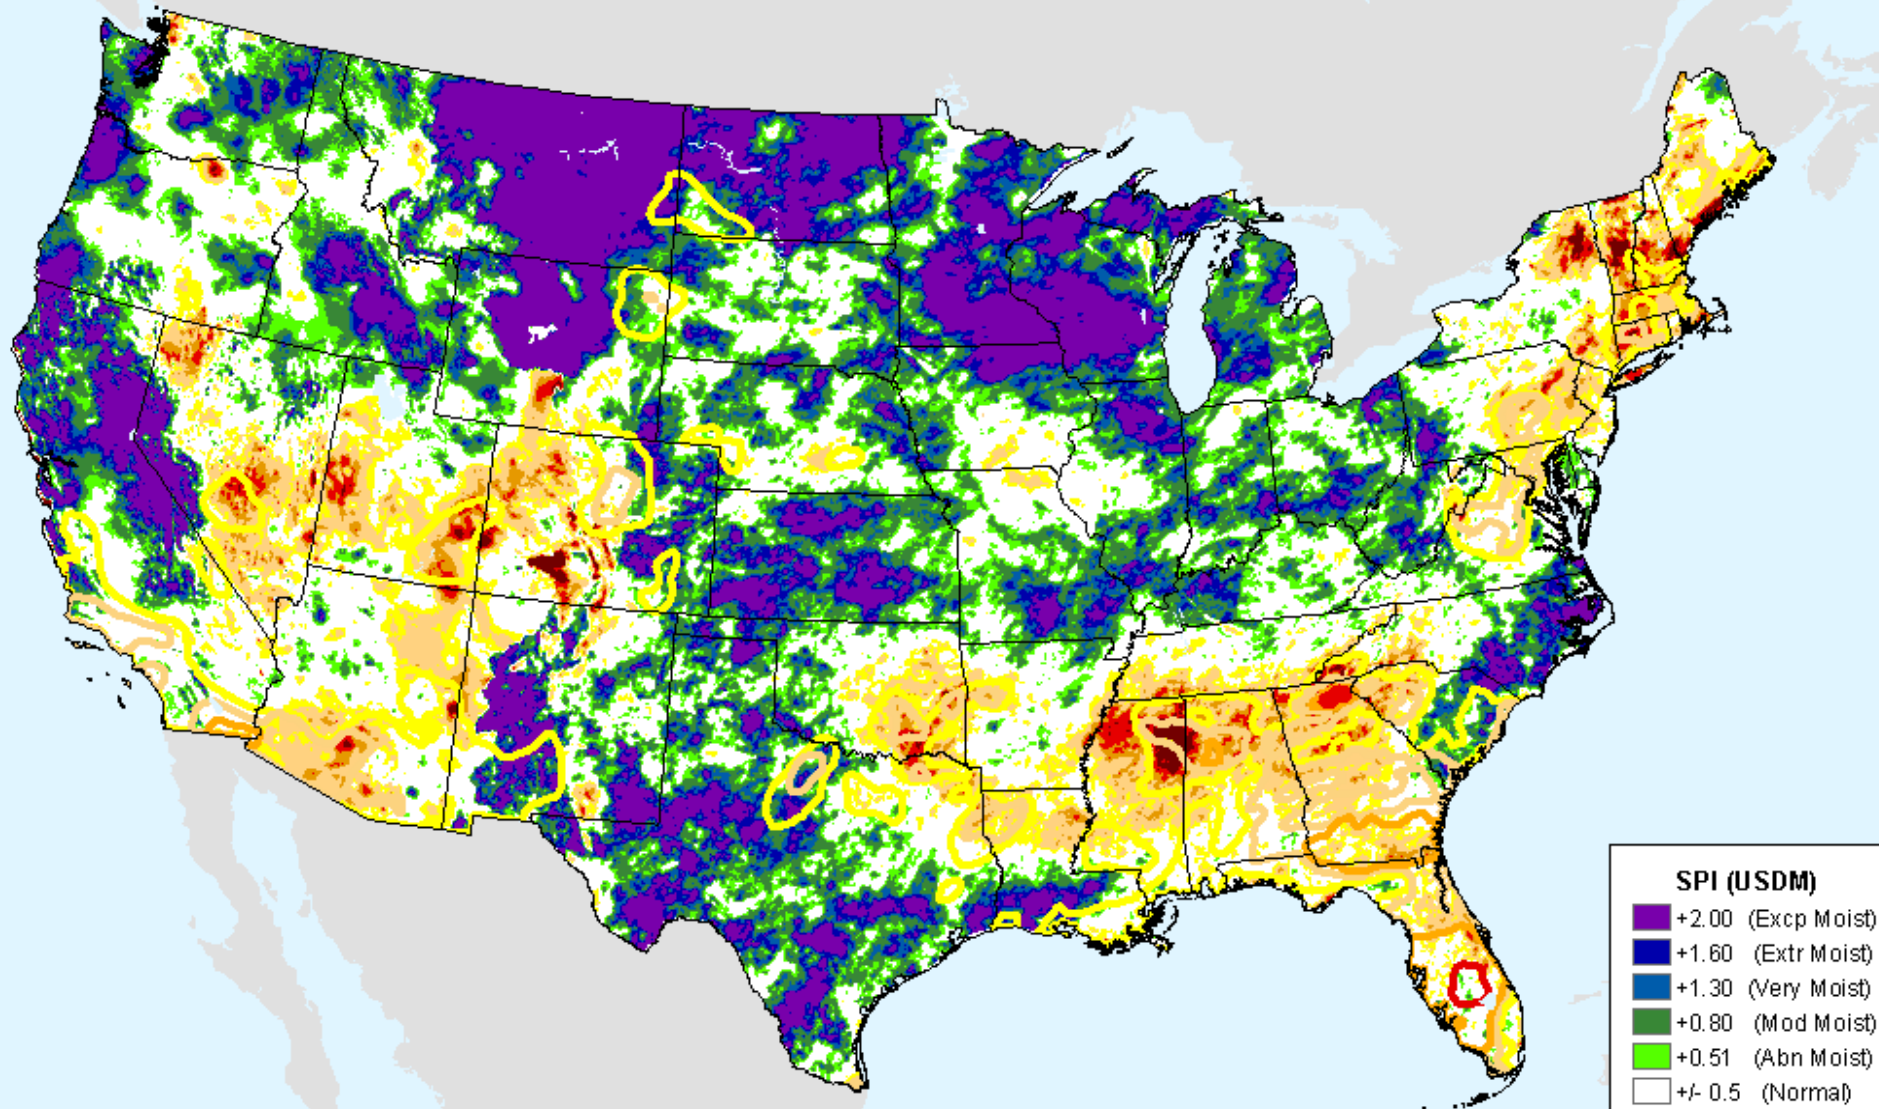 SPI (USDM)
+2.00 (Excp Moist)
+1.60 (Extr Moist)
+1.30 (Very Moist)
+0.80 (Mod Moist)
+0.51 (Abn Moist)
+/- 0.5 (Normal)